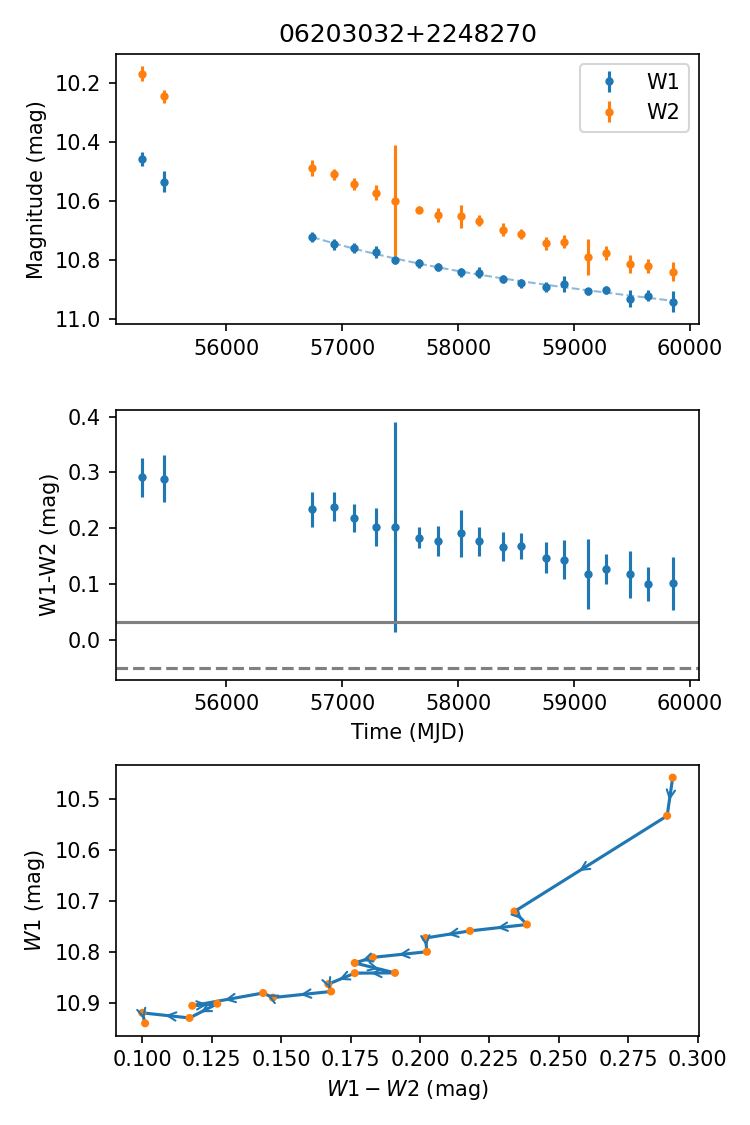 06203032+2248270
Magnitude (mag)
10.2
10.4
10.6
10.8
11.0
W1
W2
56000 57000 58000 59000 60000
W1-W2 (mag)
0.4
0.3
0.2
0.1
0.0
56000 57000 58000 59000 60000
Time (MJD)
W1 (mag)
10.5
10.6
10.7
10.8
10.9
0.100 0.125 0.150 0.175 0.200 0.225 0.250 0.275 0.300
W1 − W2 (mag)